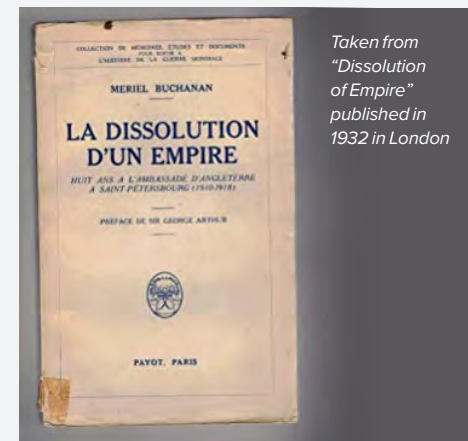 COLLECTION DE MÉMOIRES, ÉTUDES ET DOCUMENTS
POUR SERVIR A
L'HISTOIRE DE LA GUERRE MONDIALE
MERIEL BUCHANAN
LA DISSOLUTION
D'UN EMPIRE
HUIT ANS A L'AMBASSADE D'ANGLETERRE
A SAINT-PÉTERSBOURG (1910-1918)
PRÉFACE DE SIR GEORGE ARTHUR
PAYOT, PARIS
Taken from
“Dissolution
of Empire”
published in
1932 in London